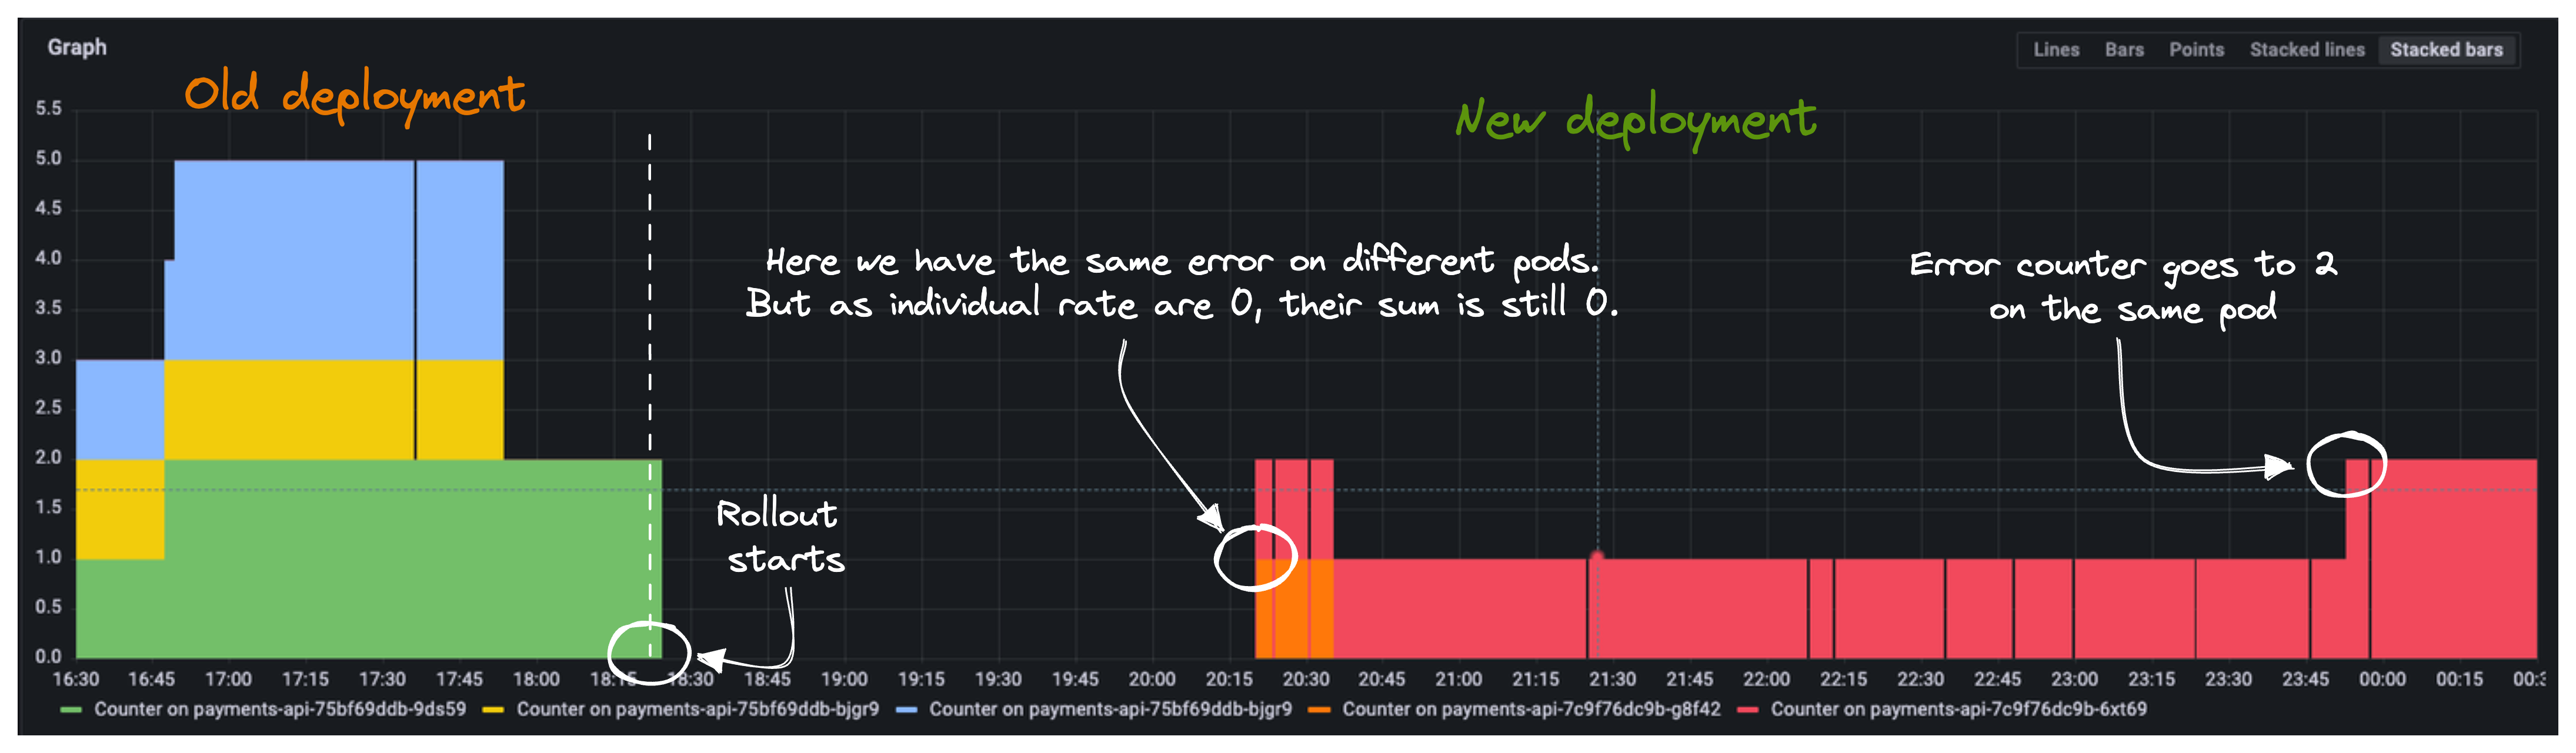 Graph
Lines Bars Points Stacked lines Stacked bars
Old deployment
New deployment
5.5
5.0
4.5
4.0
3.5
3.0
2.5
2.0
1.5
1.0
0.5
0.0
Here we have the same error on different pods.
But as individual rate are 0, their sum is still 0.
Error counter goes to 2
on the same pod
Rollout
starts
16:30 16:45 17:00 17:15 17:30 17:45 18:00 18:15 18:30 18:45 19:00 19:15 19:30 19:45 20:00 20:15 20:30 20:45 21:00 21:15 21:30 21:45 22:00 22:15 22:30 22:45 23:00 23:15 23:30 23:45 00:00 00:15
Counter on payments-api-75bf69ddb-9ds59 Counter on payments-api-75bf69ddb-bjgr9 Counter on payments-api-75bf69ddb-bjgr9 Counter on payments-api-7c9f76dc9b-g8f42 Counter on payments-api-7c9f76dc9b-6xt69